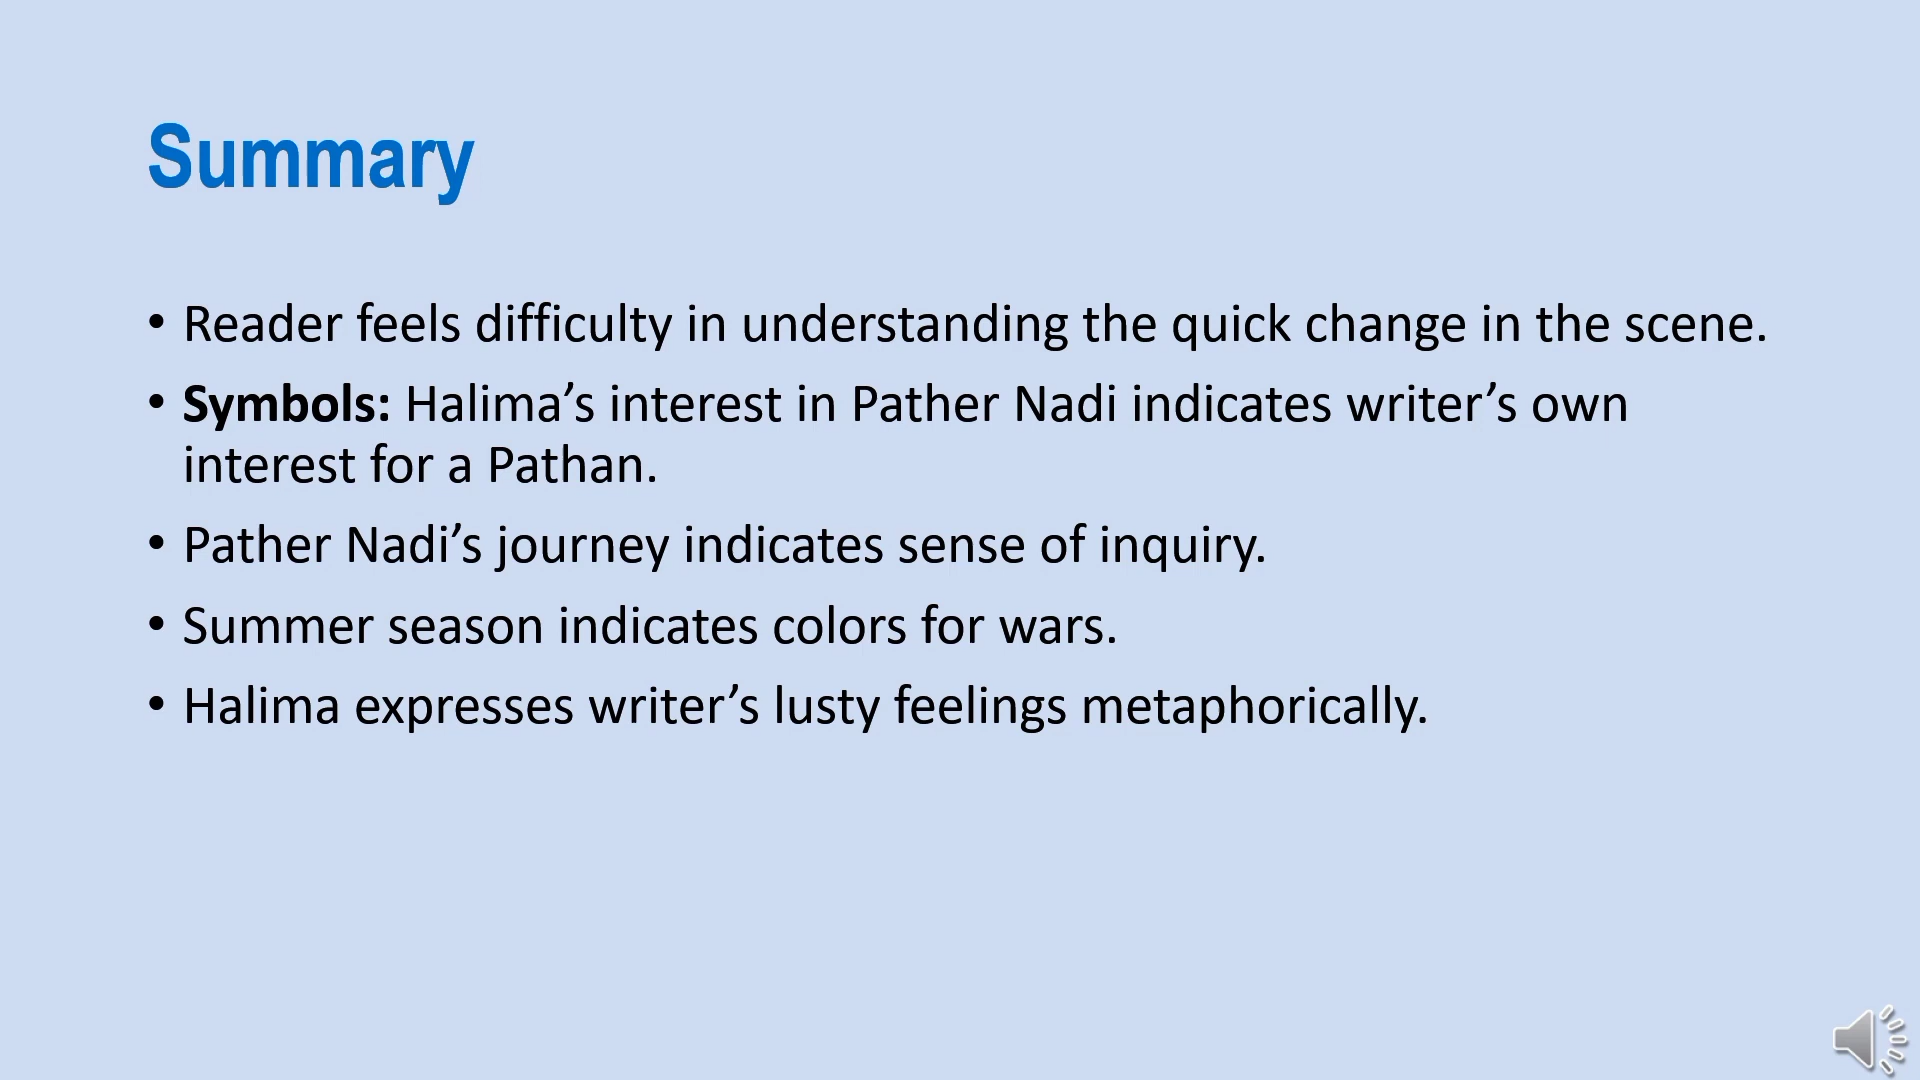 Summary
• Reader feels difficulty in understanding the quick change in the scene.
• Symbols: Halima’s interest in Pather Nadi indicates writer’s own
interest for a Pathan.
• Pather Nadi’s journey indicates sense of inquiry.
• Summer season indicates colors for wars.
• Halima expresses writer’s lusty feelings metaphorically.